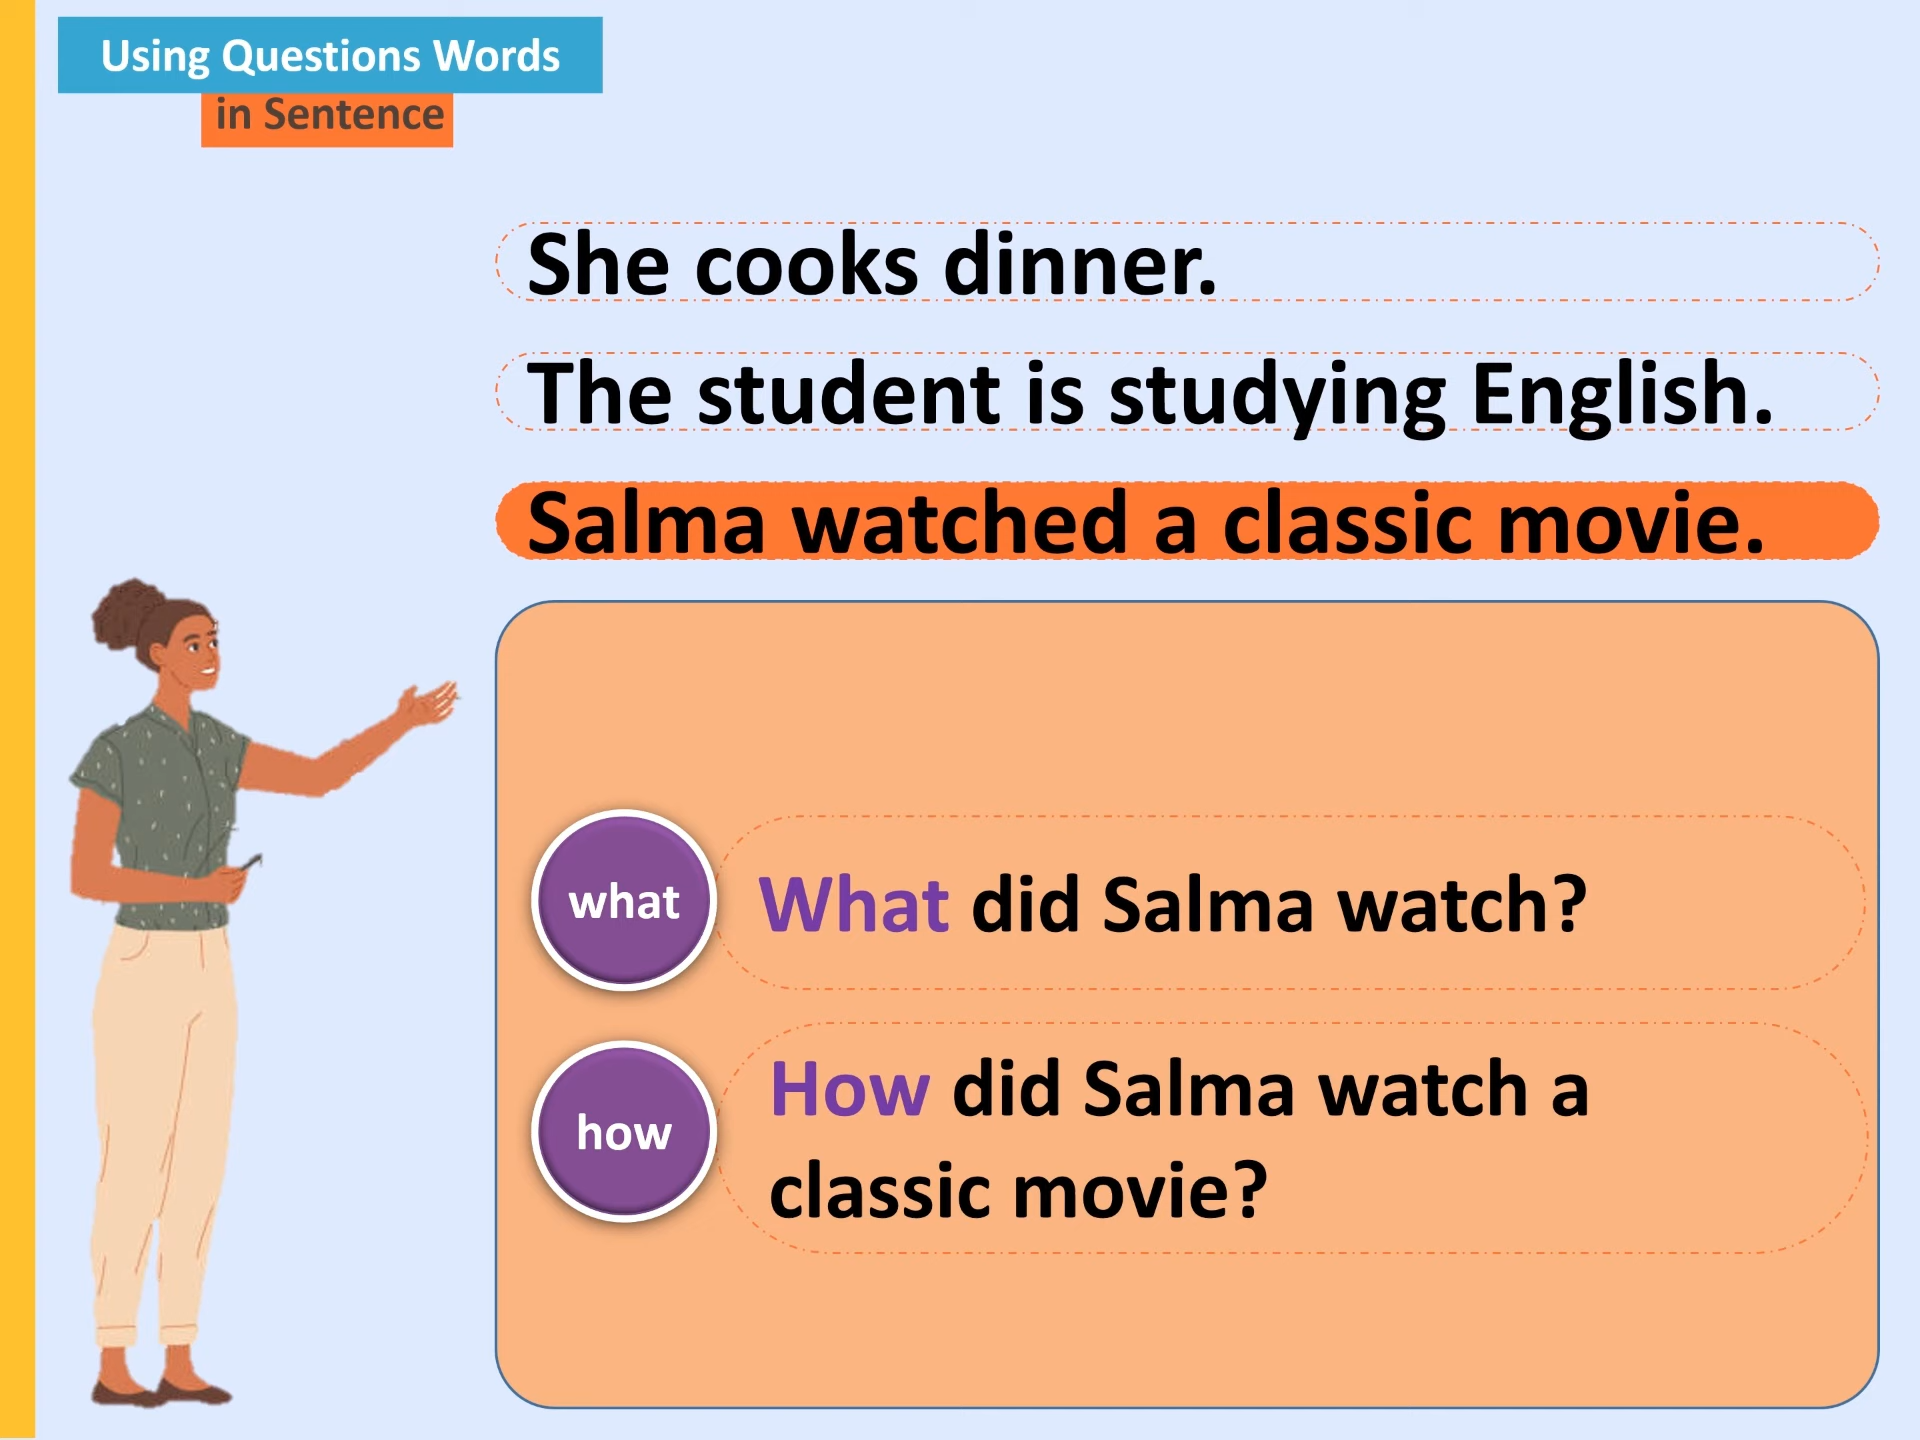 Using Questions Words
in Sentence
She cooks dinner.
The student is studying English.
Salma watched a classic movie.
what
What did Salma watch?
how
How did Salma watch a
classic movie?